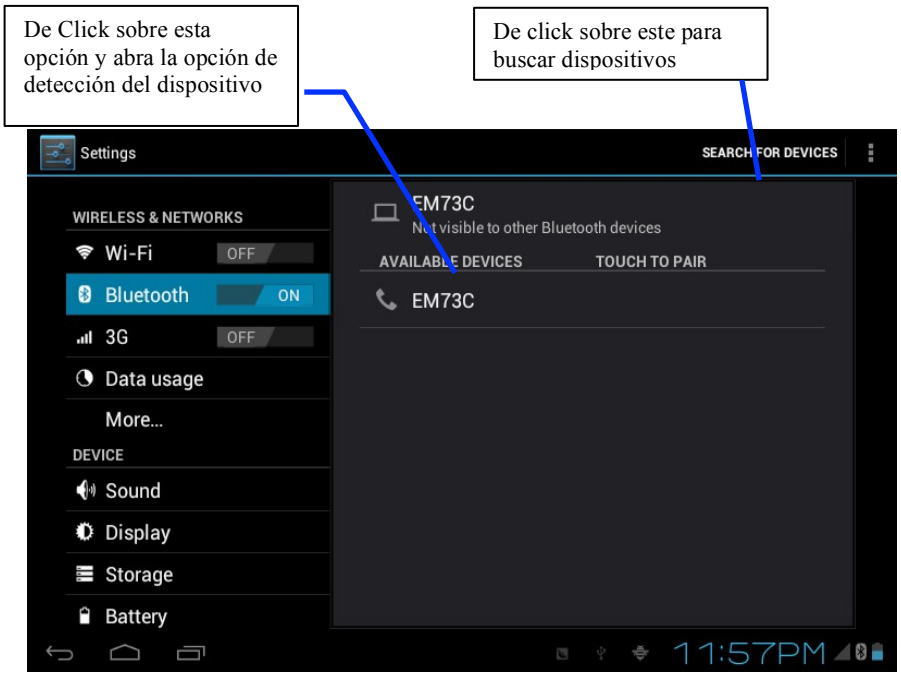 De Click sobre esta
opción y abra la opción de
detección del dispositivo
De click sobre este para
buscar dispositivos
Settings
SEARCH FOR DEVICES
WIRELESS & NETWORKS
Wi-Fi OFF
Bluetooth ON
3G OFF
Data usage
More...
DEVICE
Sound
Display
Storage
Battery
EM73C
Not visible to other Bluetooth devices
AVAILABLE DEVICES TOUCH TO PAIR
EM73C
11:57PM